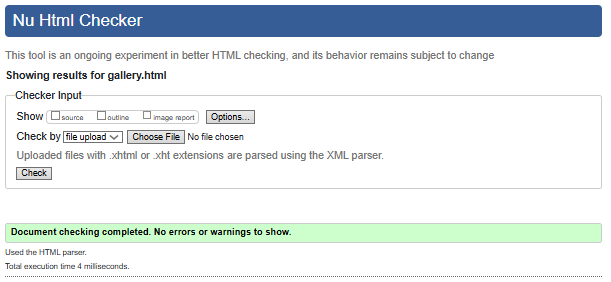 Nu Html Checker
This tool is an ongoing experiment in better HTML checking, and its behavior remains subject to change
Showing results for gallery.html
Checker Input
Show source outline image report Options...
Check by file upload Choose File No file chosen
Uploaded files with .xhtml or .xht extensions are parsed using the XML parser.
Check
Document checking completed. No errors or warnings to show.
Used the HTML parser.
Total execution time 4 milliseconds.